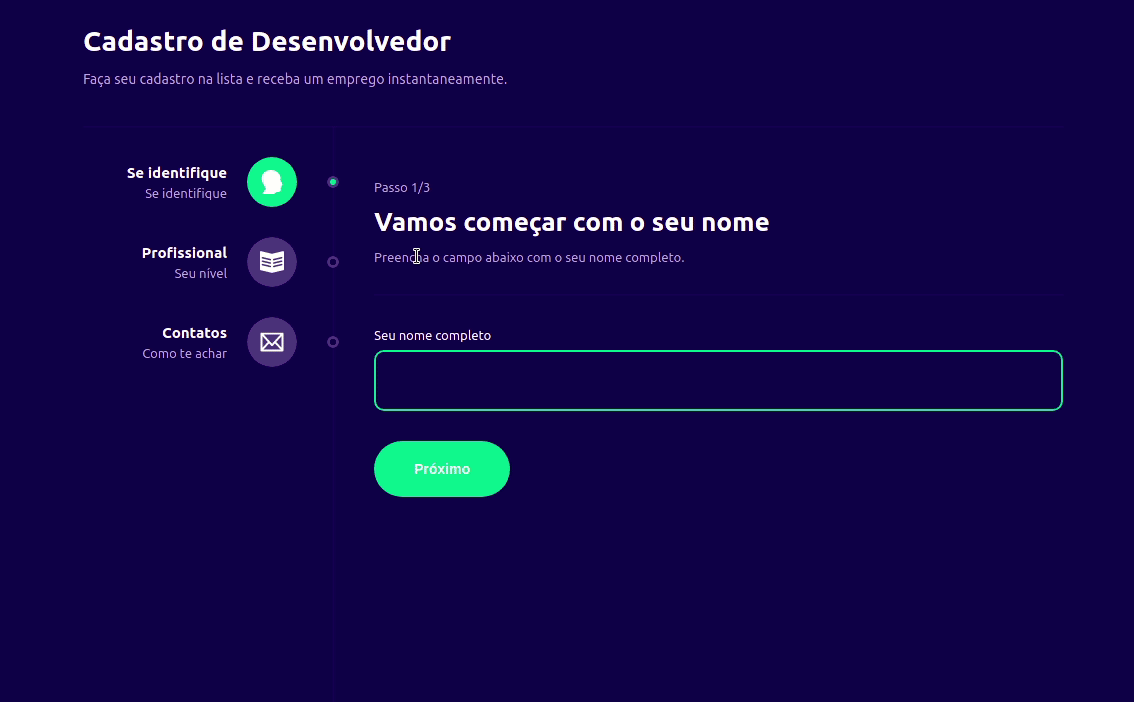 Cadastro de Desenvolvedor
Faça seu cadastro na lista e receba um emprego instantaneamente.
Se identifique
Se identifique
Profissional
Seu nível
Contatos
Como te achar
Passo 1/3
Vamos começar com o seu nome
Preencha o campo abaixo com o seu nome completo.
Seu nome completo
Próximo